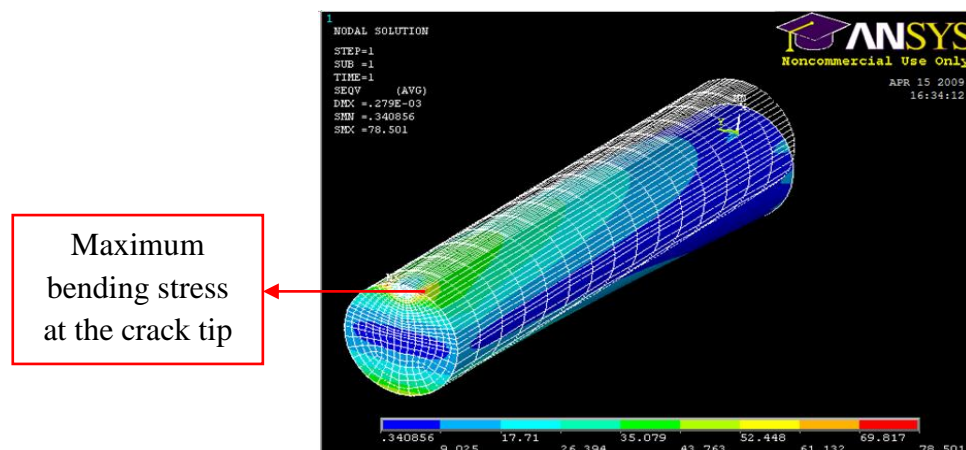 1
NODAL SOLUTION
STEP=1
SUB =1
TIME=1
SEQV (AVG)
DMX =.279E-03
SMN =.340856
SMX =78.501
ANSYS
Noncommercial Use Only
APR 15 2009
16:34:12
Maximum
bending stress
at the crack tip
.340856 17.71 35.079 52.448 69.817
9.025 26.394 43.763 61.132 78.501